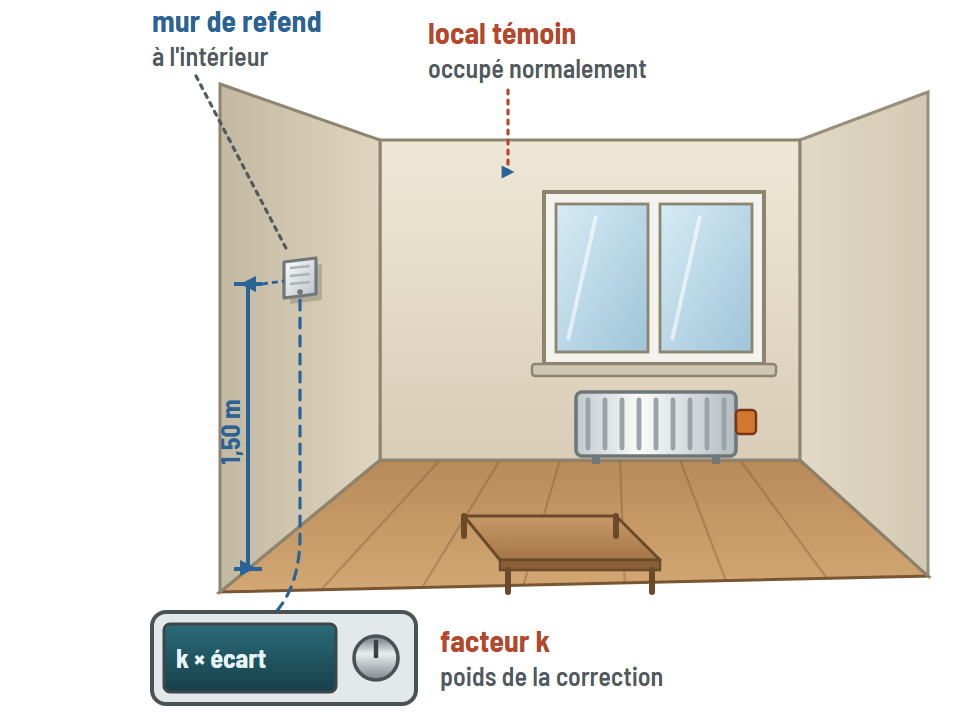 mur de refend
à l'intérieur
local témoin
occupé normalement
1,50 m
k × écart
facteur k
poids de la correction